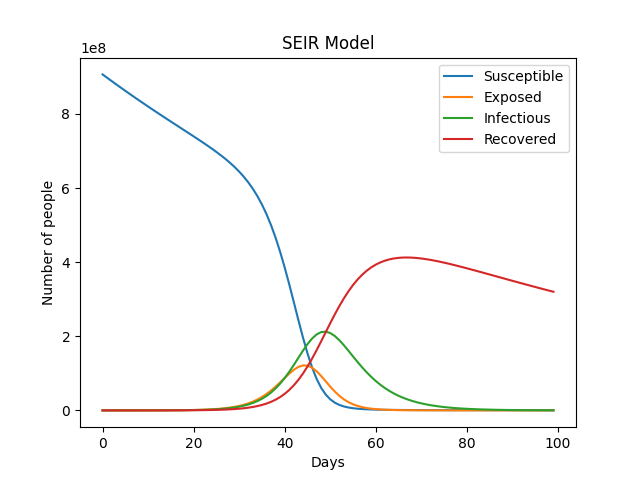 SEIR Model
1e8
Susceptible
Exposed
Infectious
Recovered
Number of people
8
6
4
2
0
0 20 40 60 80 100
Days